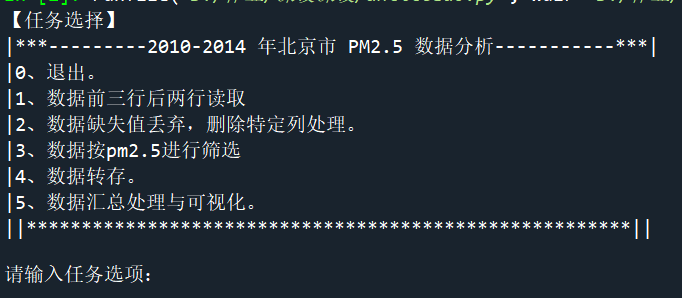 【任务选择】
|***---------2010-2014 年北京市 PM2.5 数据分析-----------***|
|0、退出。
|1、数据前三行后两行读取
|2、数据缺失值丢弃，删除特定列处理。
|3、数据按pm2.5进行筛选
|4、数据转存。
|5、数据汇总处理与可视化。
||*******************************************************||
请输入任务选项：